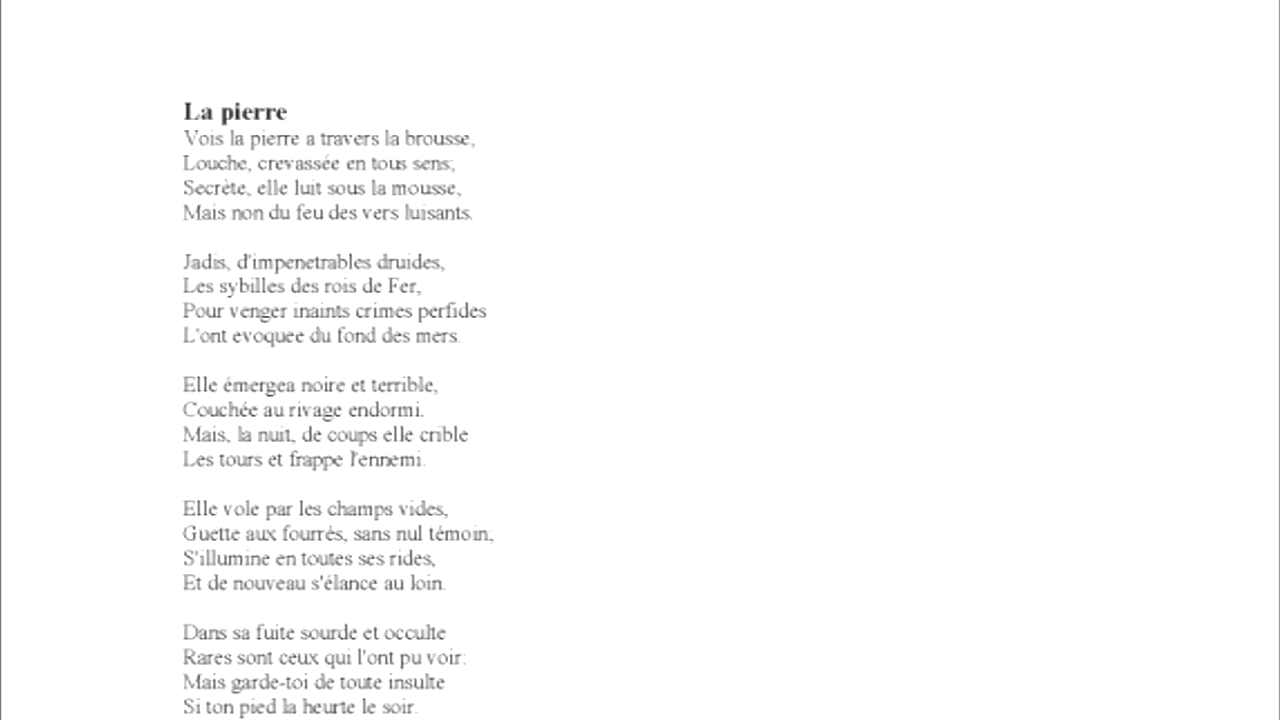 La pierre
Vois la pierre a travers la brousse,
Louche, crevassée en tous sens;
Secrète, elle luit sous la mousse,
Mais non du feu des vers luisants.
Jadis, d'impenetrables druides,
Les sybilles des rois de Fer,
Pour venger inaints crimes perfides
L'ont evoquee du fond des mers.
Elle émergea noire et terrible,
Couchée au rivage endormi.
Mais, la nuit, de coups elle crible
Les tours et frappe l'ennemi.
Elle vole par les champs vides,
Guette aux fourrés, sans nul témoin;
S'illumine en toutes ses rides,
Et de nouveau s'élance au loin.
Dans sa fuite sourde et occulte
Rares sont ceux qui l'ont pu voir:
Mais garde-toi de toute insulte
Si ton pied la heurte le soir.